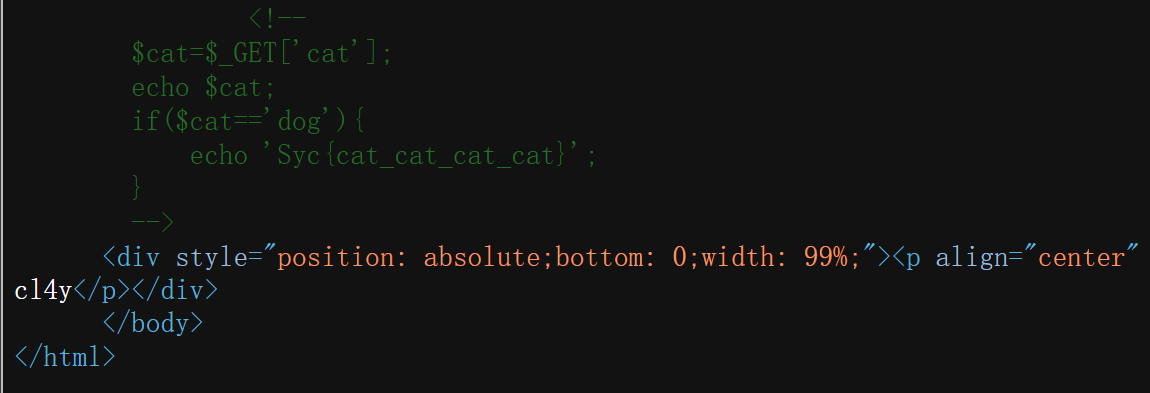 <!--
$cat=$_GET['cat'];
echo $cat;
if($cat=='dog'){
echo 'Syc{cat_cat_cat_cat}';
}
-->
<div style="position: absolute;bottom: 0;width: 99%;"><p align="center"
cl4y</p></div>
</body>
</html>